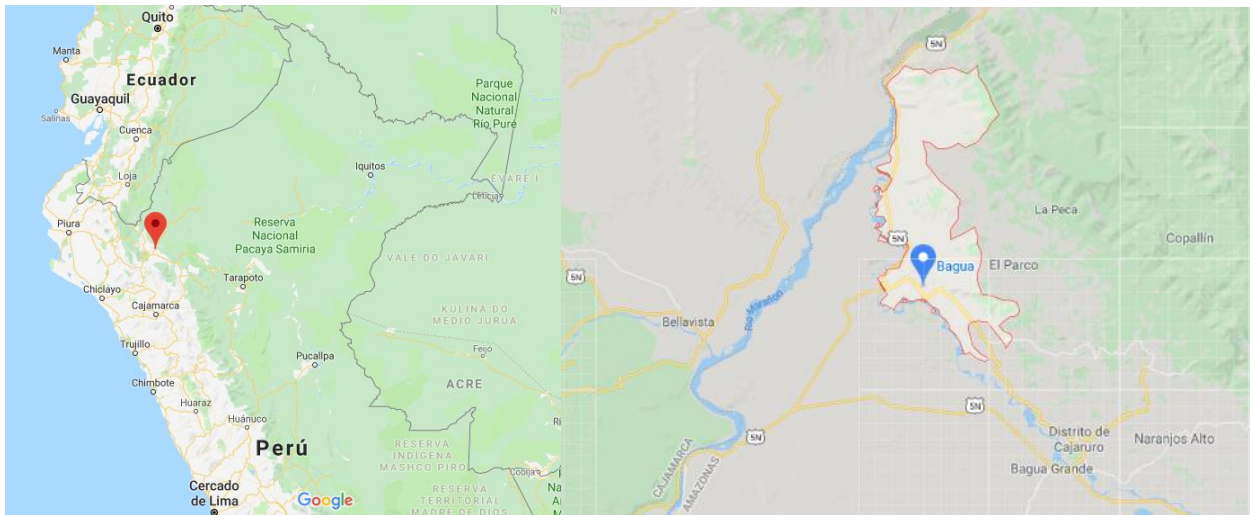 Quito
Manta
Ecuador
Parque
Nacional
Natural
Río Puré
Guayaquil
Salinas
Cuenca
Iquitos
Loja
ÉVARE I
Leticia
Piura
Reserva
Nacional
Pacaya Samiria
VALE DO JAVARI
Tarapoto
Chiclayo
Cajamarca
KULINA DO
MEDIO JURUA
Trujillo
Feijó
Pucallpa
Chimbote
ACRE
Huaraz
Huánuco
Perú
RESERVA
INDÍGENA
MASHCO PIRO
Cobija
Cercado
de Lima
Google
RESERVA
TERRITORIAL
MADRE DE DIOS
5N
La Peca
5N
Copallín
Bagua
El Parco
5N
Río Marañón
Bellavista
5N
5N
Distrito de
Cajaruro
Naranjos Alto
Bagua Grande
CAJAMARCA
AMAZONAS